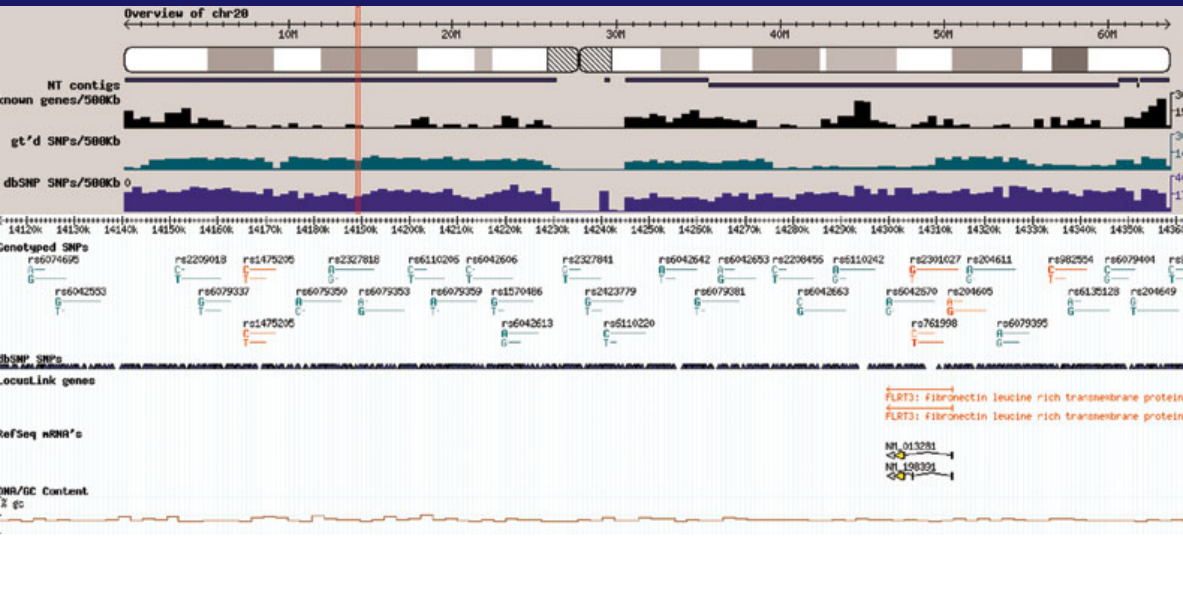 Overview of chr20
10M 20M 30M 40M 50M 60M
NT contigs
known genes/500Kb
gt'd SNPs/500Kb
dbSNP SNPs/500Kb 0
14120k 14130k 14140k 14150k 14160k 14170k 14180k 14190k 14200k 14210k 14220k 14230k 14240k 14250k 14260k 14270k 14280k 14290k 14300k 14310k 14320k 14330k 14340k 14350k
Genotyped SNPs
rs6074695 rs2209018 rs1475205 rs2327818 rs6110206 rs6042606 rs2327841 rs6042642 rs6042653 rs2208456 rs6110242 rs2301027 rs204611 rs982554 rs6079404
rs6042553 rs6079337 rs6079350 rs6079353 rs6079359 rs1570486 rs2423779 rs6079381 rs6042663 rs6042670 rs204605 rs6135128 rs204649
rs1475205 rs6042613 rs6110220 rs761998 rs6079395
dbSNP SNPs
LocusLink genes
FLRT3: fibronectin leucine rich transmembrane protein
FLRT3: fibronectin leucine rich transmembrane protein
RefSeq mRNA's
NM_013281
NM_198391
DNA/GC Content
% gc